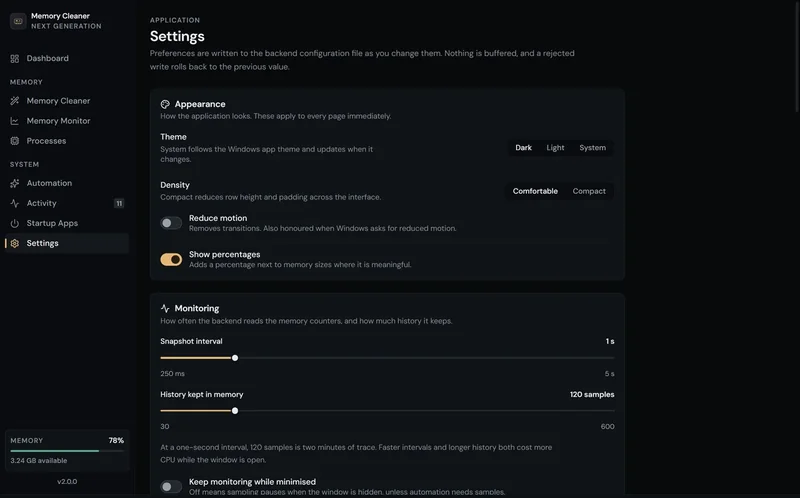 Memory Cleaner
NEXT GENERATION
Dashboard
MEMORY
Memory Cleaner
Memory Monitor
Processes
SYSTEM
Automation
Activity 11
Startup Apps
Settings
MEMORY 78%
3.24 GB available
v2.0.0
APPLICATION
Settings
Preferences are written to the backend configuration file as you change them. Nothing is buffered, and a rejected
write rolls back to the previous value.
Appearance
How the application looks. These apply to every page immediately.
Theme
System follows the Windows app theme and updates when it
changes.
Dark Light System
Density
Compact reduces row height and padding across the interface.
Comfortable Compact
Reduce motion
Removes transitions. Also honoured when Windows asks for reduced motion.
Show percentages
Adds a percentage next to memory sizes where it is meaningful.
Monitoring
How often the backend reads the memory counters, and how much history it keeps.
Snapshot interval 1 s
250 ms 5 s
History kept in memory 120 samples
30 600
At a one-second interval, 120 samples is two minutes of trace. Faster intervals and longer history both cost more
CPU while the window is open.
Keep monitoring while minimised
Off means sampling pauses when the window is hidden, unless automation needs samples.